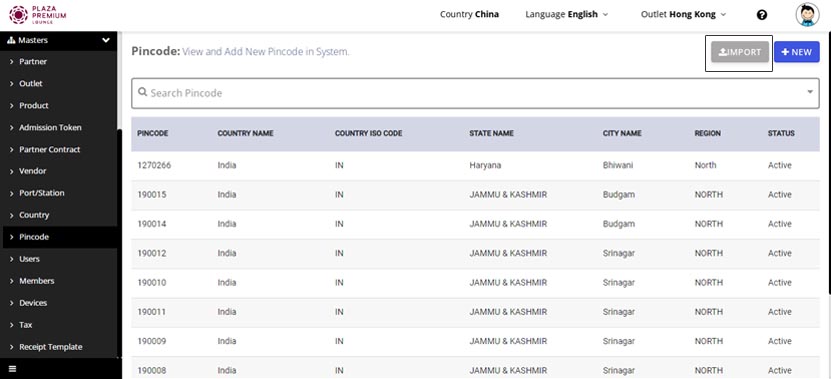 PLAZA
PREMIUM
LOUNGE
Country China
Language English
Outlet Hong Kong
?
Masters
Partner
Outlet
Product
Admission Token
Partner Contract
Vendor
Port/Station
Country
Pincode
Users
Members
Devices
Tax
Receipt Template
Pincode: View and Add New Pincode in System.
IMPORT
+ NEW
Search Pincode
PINCODE COUNTRY NAME COUNTRY ISO CODE STATE NAME CITY NAME REGION STATUS
1270266 India IN Haryana Bhiwani North Active
190015 India IN JAMMU & KASHMIR Budgam NORTH Active
190014 India IN JAMMU & KASHMIR Budgam NORTH Active
190012 India IN JAMMU & KASHMIR Srinagar NORTH Active
190010 India IN JAMMU & KASHMIR Srinagar NORTH Active
190011 India IN JAMMU & KASHMIR Srinagar NORTH Active
190009 India IN JAMMU & KASHMIR Srinagar NORTH Active
190008 India IN JAMMU & KASHMIR Srinagar NORTH Active